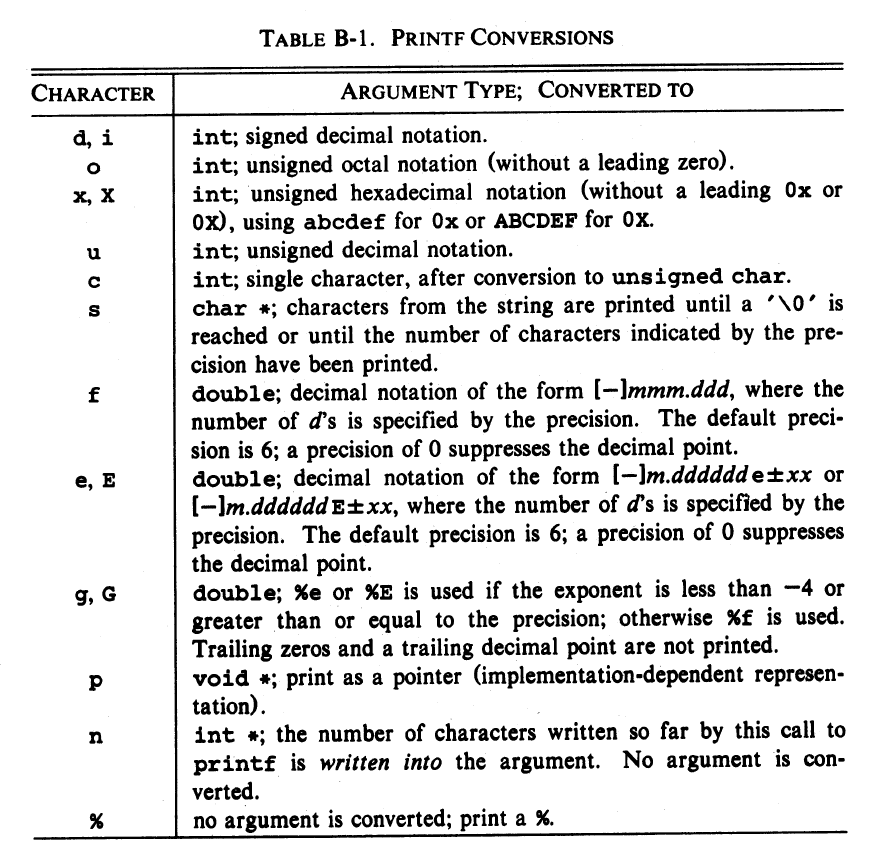 TABLE B-1. PRINTF CONVERSIONS
CHARACTER ARGUMENT TYPE; CONVERTED TO
d, i int; signed decimal notation.
o int; unsigned octal notation (without a leading zero).
x, X int; unsigned hexadecimal notation (without a leading 0x or
0X), using abcdef for 0x or ABCDEF for 0X.
u int; unsigned decimal notation.
c int; single character, after conversion to unsigned char.
s char *; characters from the string are printed until a '\0' is
reached or until the number of characters indicated by the pre-
cision have been printed.
f double; decimal notation of the form [−]mmm.ddd, where the
number of d's is specified by the precision. The default preci-
sion is 6; a precision of 0 suppresses the decimal point.
e, E double; decimal notation of the form [−]m.dddddde±xx or
[−]m.ddddddE±xx, where the number of d's is specified by the
precision. The default precision is 6; a precision of 0 suppresses
the decimal point.
g, G double; %e or %E is used if the exponent is less than −4 or
greater than or equal to the precision; otherwise %f is used.
Trailing zeros and a trailing decimal point are not printed.
p void *; print as a pointer (implementation-dependent represen-
tation).
n int *; the number of characters written so far by this call to
printf is written into the argument. No argument is con-
verted.
% no argument is converted; print a %.